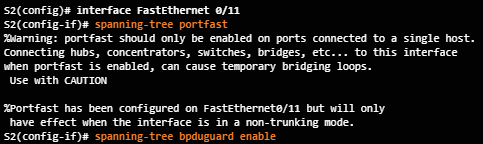 S2(config)# interface FastEthernet 0/11
S2(config-if)# spanning-tree portfast
%Warning: portfast should only be enabled on ports connected to a single host.
Connecting hubs, concentrators, switches, bridges, etc... to this interface
when portfast is enabled, can cause temporary bridging loops.
 Use with CAUTION

%Portfast has been configured on FastEthernet0/11 but will only
 have effect when the interface is in a non-trunking mode.
S2(config-if)# spanning-tree bpduguard enable